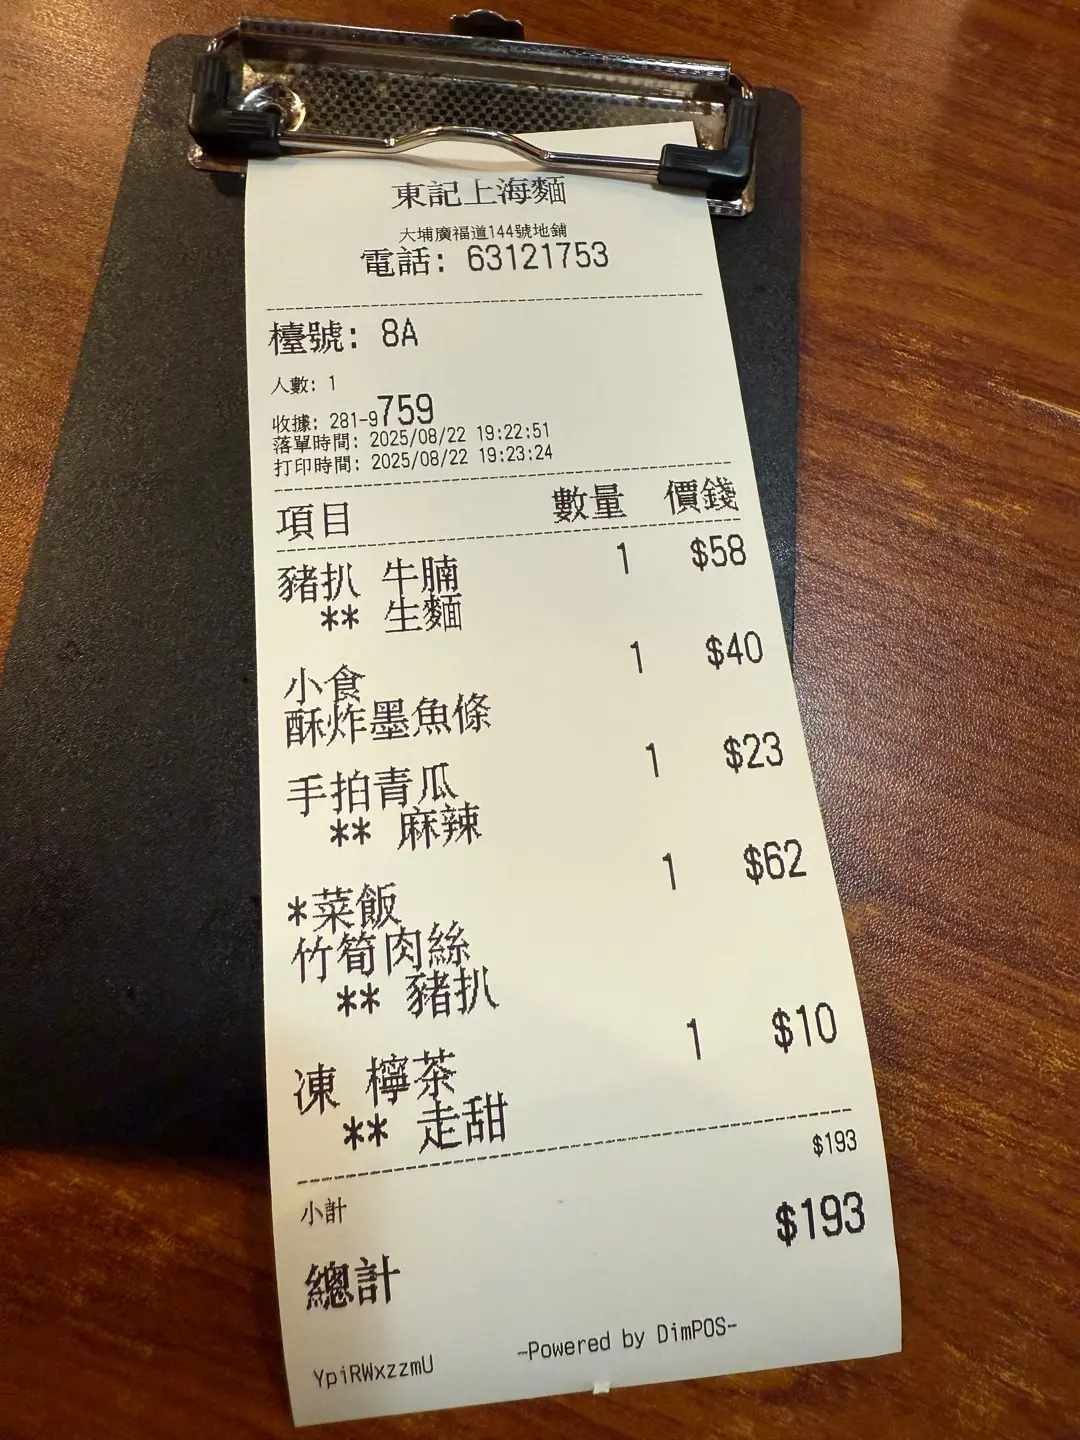 東記上海麵
大埔廣福道144號地鋪
電話: 63121753
檯號: 8A
人數: 1
收據: 281-9759
落單時間: 2025/08/22 19:22:51
打印時間: 2025/08/22 19:23:24
項目 數量 價錢
豬扒 牛腩 1 $58
** 生麵
小食 1 $40
酥炸墨魚條
手拍青瓜 1 $23
** 麻辣
*菜飯 1 $62
竹筍肉絲
** 豬扒
凍 檸茶 1 $10
** 走甜
小計 $193
總計 $193
YpiRWxzzmU -Powered by DimPOS-